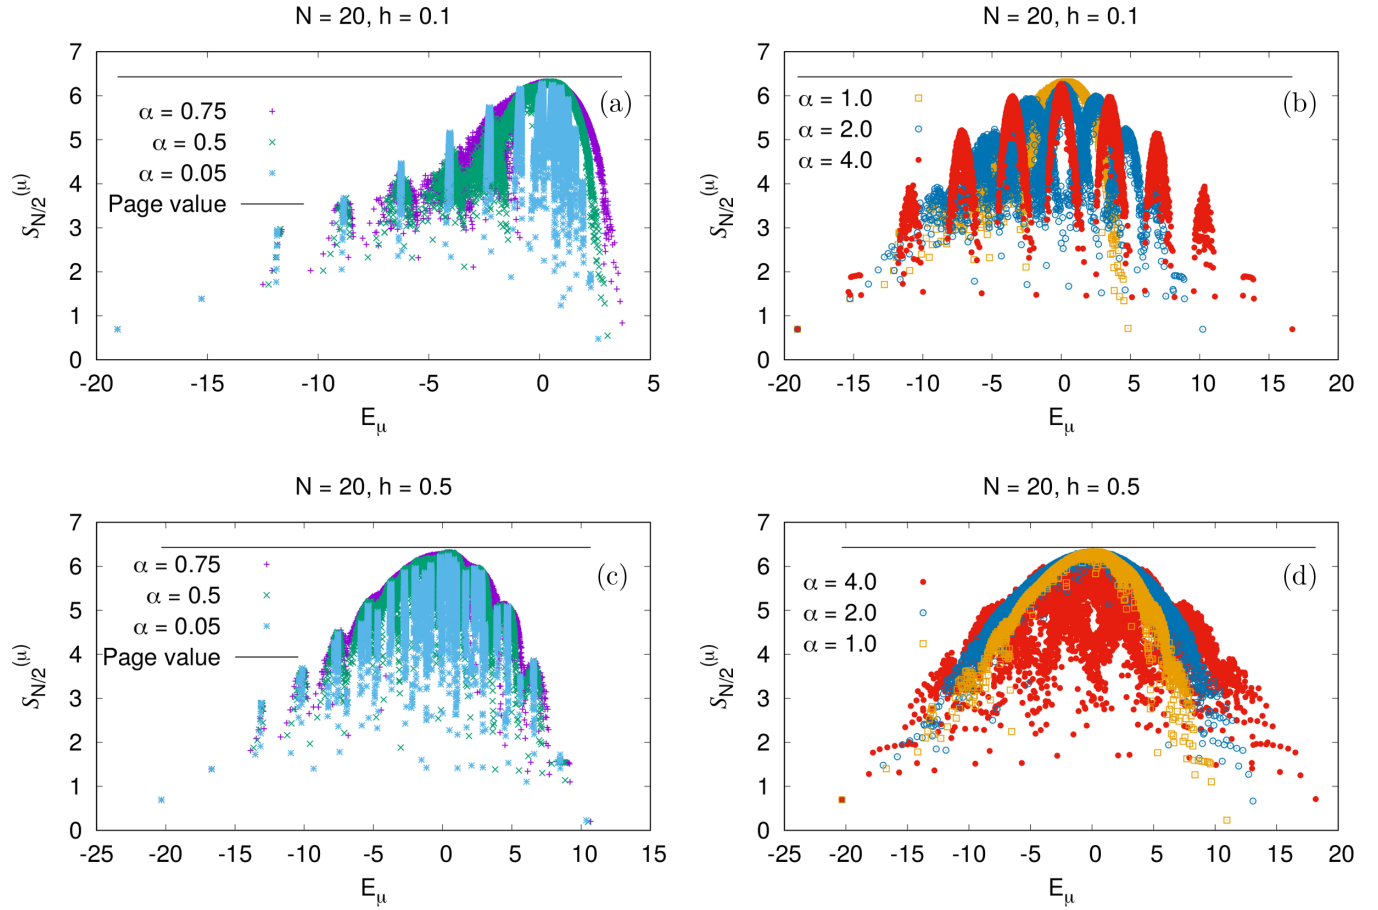 N = 20, h = 0.1
7
6
5
4
3
2
1
0
S_{N/2}^{(μ)}
(a)
α = 0.75
α = 0.5
α = 0.05
Page value
-20 -15 -10 -5 0 5
E_μ
N = 20, h = 0.1
7
6
5
4
3
2
1
0
S_{N/2}^{(μ)}
(b)
α = 1.0
α = 2.0
α = 4.0
-20 -15 -10 -5 0 5 10 15 20
E_μ
N = 20, h = 0.5
7
6
5
4
3
2
1
0
S_{N/2}^{(μ)}
(c)
α = 0.75
α = 0.5
α = 0.05
Page value
-25 -20 -15 -10 -5 0 5 10 15
E_μ
N = 20, h = 0.5
7
6
5
4
3
2
1
0
S_{N/2}^{(μ)}
(d)
α = 4.0
α = 2.0
α = 1.0
-25 -20 -15 -10 -5 0 5 10 15 20
E_μ